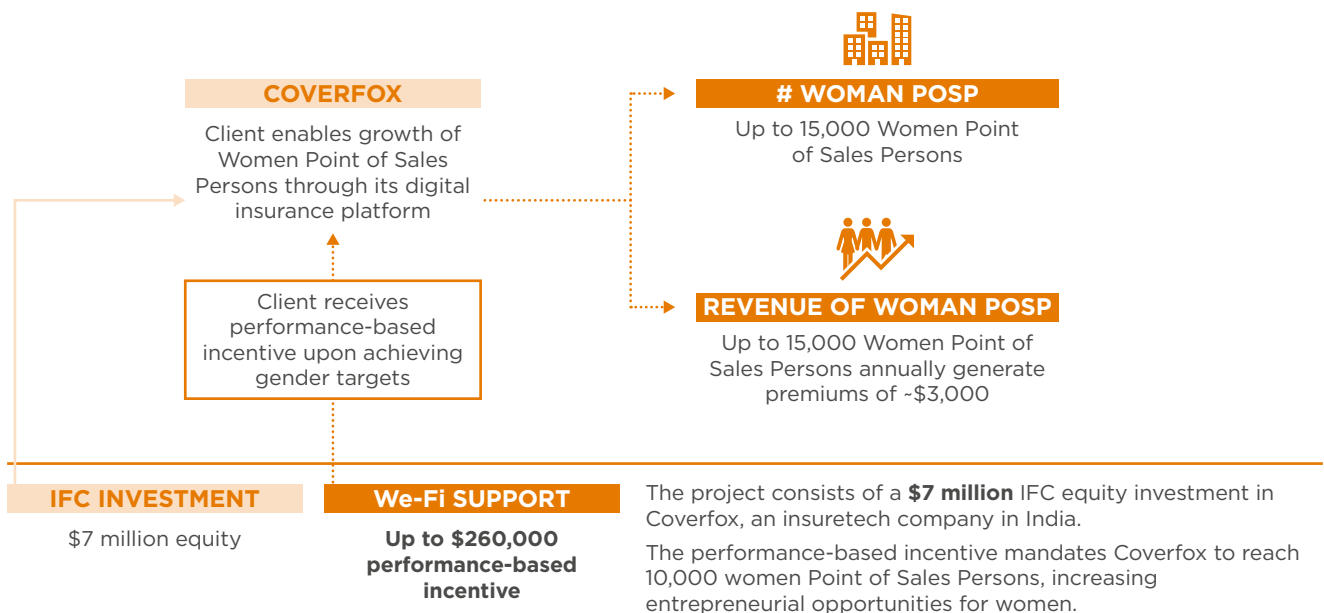 COVERFOX
Client enables growth of
Women Point of Sales
Persons through its digital
insurance platform
Client receives
performance-based
incentive upon achieving
gender targets
# WOMAN POSP
Up to 15,000 Women Point
of Sales Persons
REVENUE OF WOMAN POSP
Up to 15,000 Women Point of
Sales Persons annually generate
premiums of ~$3,000
IFC INVESTMENT
$7 million equity
We-Fi SUPPORT
Up to $260,000
performance-based
incentive
The project consists of a $7 million IFC equity investment in
Coverfox, an insuretech company in India.
The performance-based incentive mandates Coverfox to reach
10,000 women Point of Sales Persons, increasing
entrepreneurial opportunities for women.